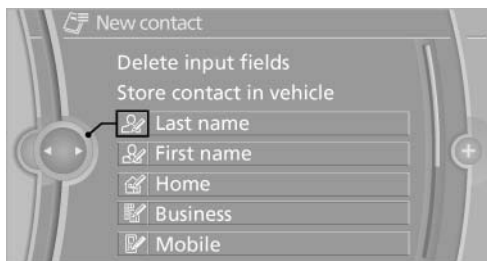 New contact
Delete input fields
Store contact in vehicle
Last name
First name
Home
Business
Mobile